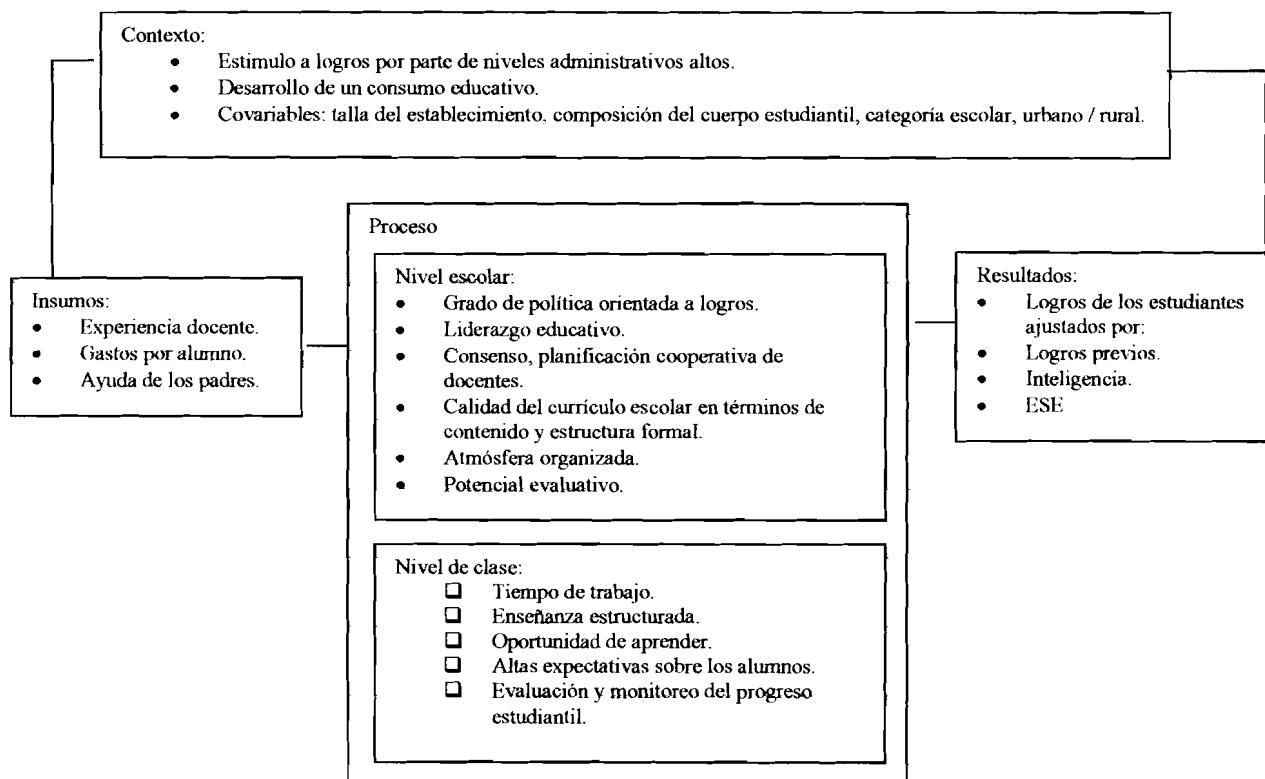 Contexto:
• Estimulo a logros por parte de niveles administrativos altos.
• Desarrollo de un consumo educativo.
• Covariables: talla del establecimiento, composición del cuerpo estudiantil, categoría escolar, urbano / rural.
Insumos:
• Experiencia docente.
• Gastos por alumno.
• Ayuda de los padres.
Proceso
Nivel escolar:
• Grado de política orientada a logros.
• Liderazgo educativo.
• Consenso, planificación cooperativa de
docentes.
• Calidad del currículo escolar en términos de
contenido y estructura formal.
• Atmósfera organizada.
• Potencial evaluativo.
Nivel de clase:
❑ Tiempo de trabajo.
❑ Enseñanza estructurada.
❑ Oportunidad de aprender.
❑ Altas expectativas sobre los alumnos.
❑ Evaluación y monitoreo del progreso
estudiantil.
Resultados:
• Logros de los estudiantes
ajustados por:
• Logros previos.
• Inteligencia.
• ESE